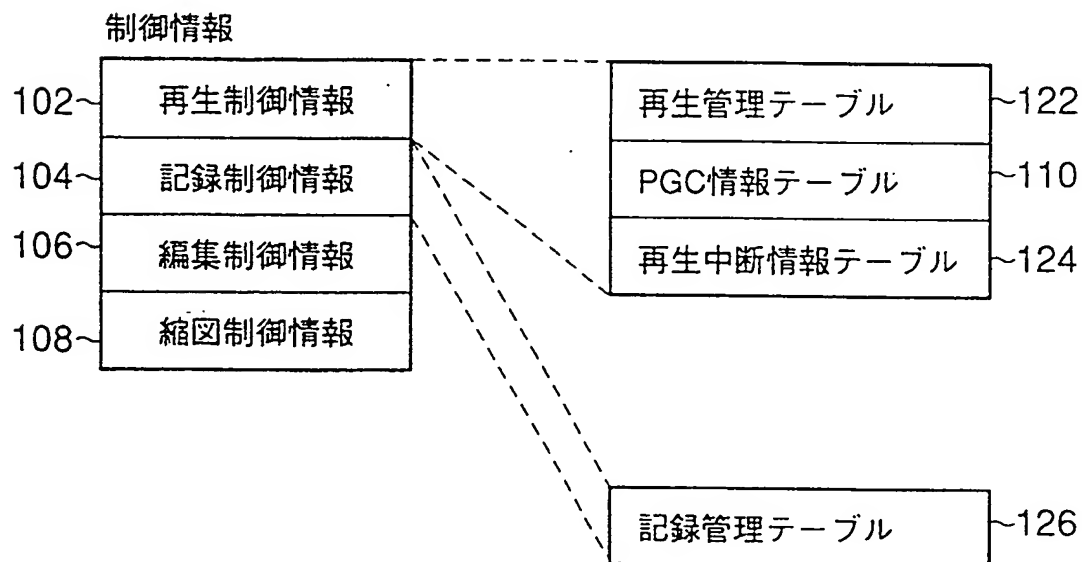 制御情報
102~ 再生制御情報
104~ 記録制御情報
106~ 編集制御情報
108~ 縮図制御情報
再生管理テーブル ~122
PGC情報テーブル ~110
再生中断情報テーブル ~124
記録管理テーブル ~126